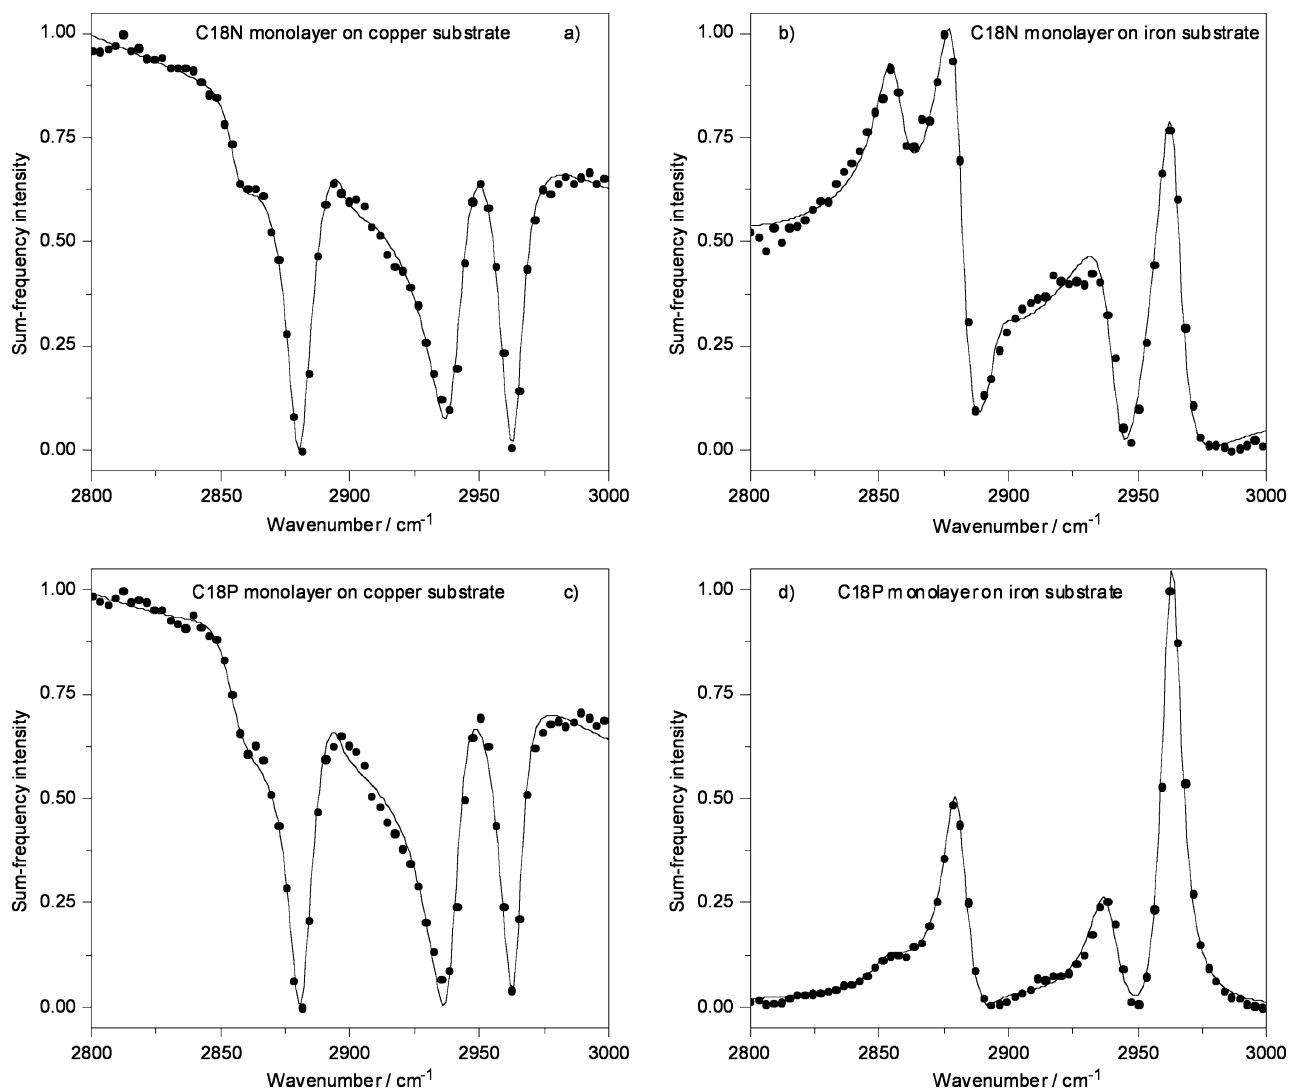 C18N monolayer on copper substrate a)
1.00
0.75
0.50
0.25
0.00
Sum-frequency intensity
2800 2850 2900 2950 3000
Wavenumber / cm-1
b) C18N monolayer on iron substrate
1.00
0.75
0.50
0.25
0.00
Sum-frequency intensity
2800 2850 2900 2950 3000
Wavenumber / cm-1
C18P monolayer on copper substrate c)
1.00
0.75
0.50
0.25
0.00
Sum-frequency intensity
2800 2850 2900 2950 3000
Wavenumber / cm-1
d) C18P monolayer on iron substrate
1.00
0.75
0.50
0.25
0.00
Sum-frequency intensity
2800 2850 2900 2950 3000
Wavenumber / cm-1